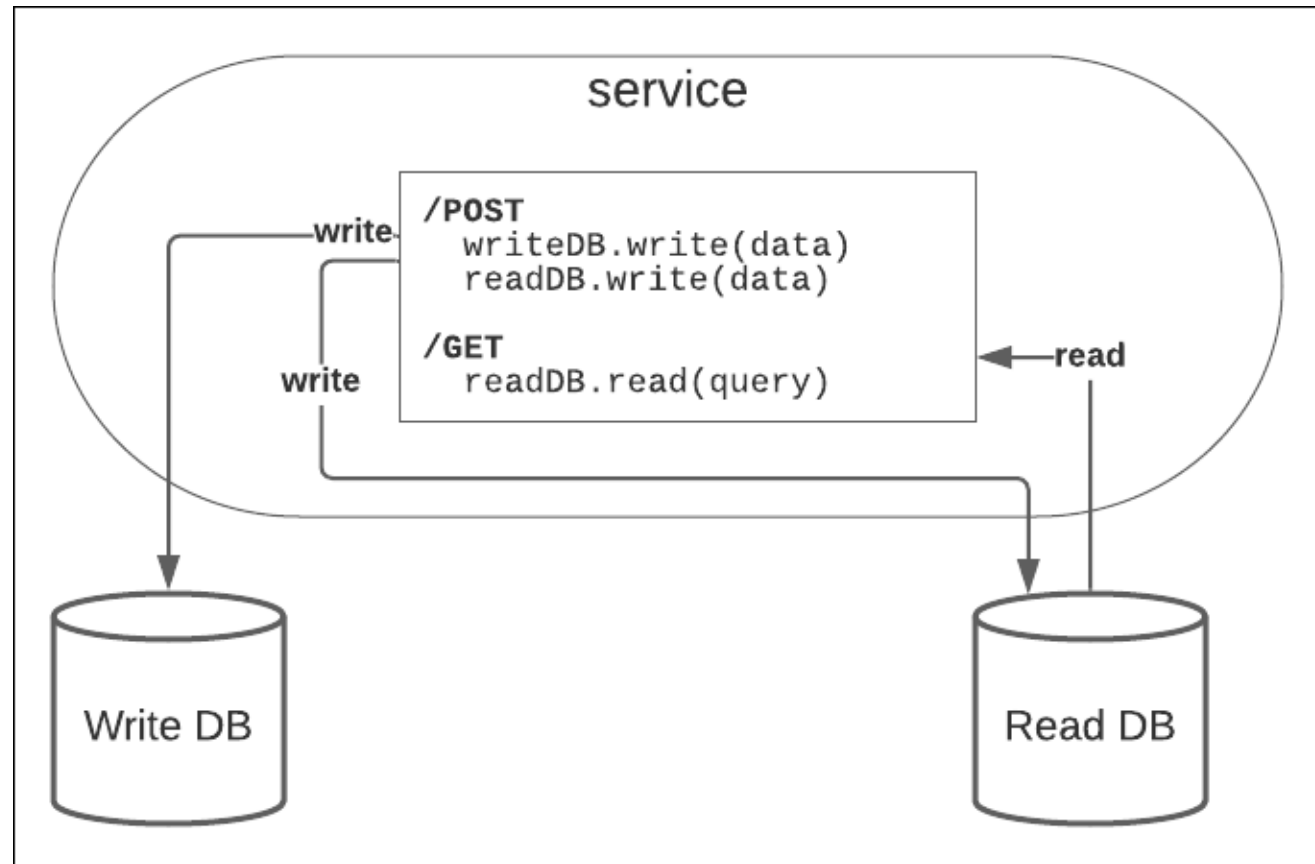 service
/POST
writeDB.write(data)
readDB.write(data)
/GET
readDB.read(query)
write
write
read
Write DB
Read DB